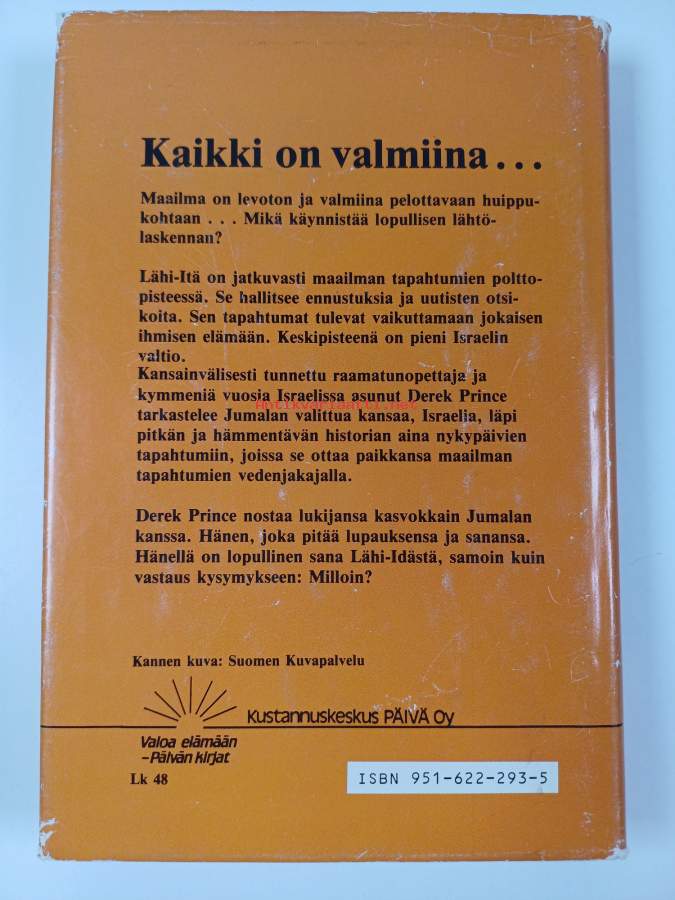 Kaikki on valmiina...
Maailma on levoton ja valmiina pelottavaan huippu-
kohtaan . . . Mikä käynnistää lopullisen lähtö-
laskennan?
Lähi-Itä on jatkuvasti maailman tapahtumien poltto-
pisteessä. Se hallitsee ennustuksia ja uutisten otsi-
koita. Sen tapahtumat tulevat vaikuttamaan jokaisen
ihmisen elämään. Keskipisteenä on pieni Israelin
valtio.
Kansainvälisesti tunnettu raamatunopettaja ja
kymmeniä vuosia Israelissa asunut Derek Prince
antikvariaatti.net
tarkastelee Jumalan valittua kansaa, Israelia, läpi
pitkän ja hämmentävän historian aina nykypäivien
tapahtumiin, joissa se ottaa paikkansa maailman
tapahtumien vedenjakajalla.
Derek Prince nostaa lukijansa kasvokkain Jumalan
kanssa. Hänen, joka pitää lupauksensa ja sanansa.
Hänellä on lopullinen sana Lähi-Idästä, samoin kuin
vastaus kysymykseen: Milloin?
Kannen kuva: Suomen Kuvapalvelu
Kustannuskeskus PÄIVÄ Oy
Valoa elämään
–Päivän kirjat
Lk 48
ISBN 951-622-293-5